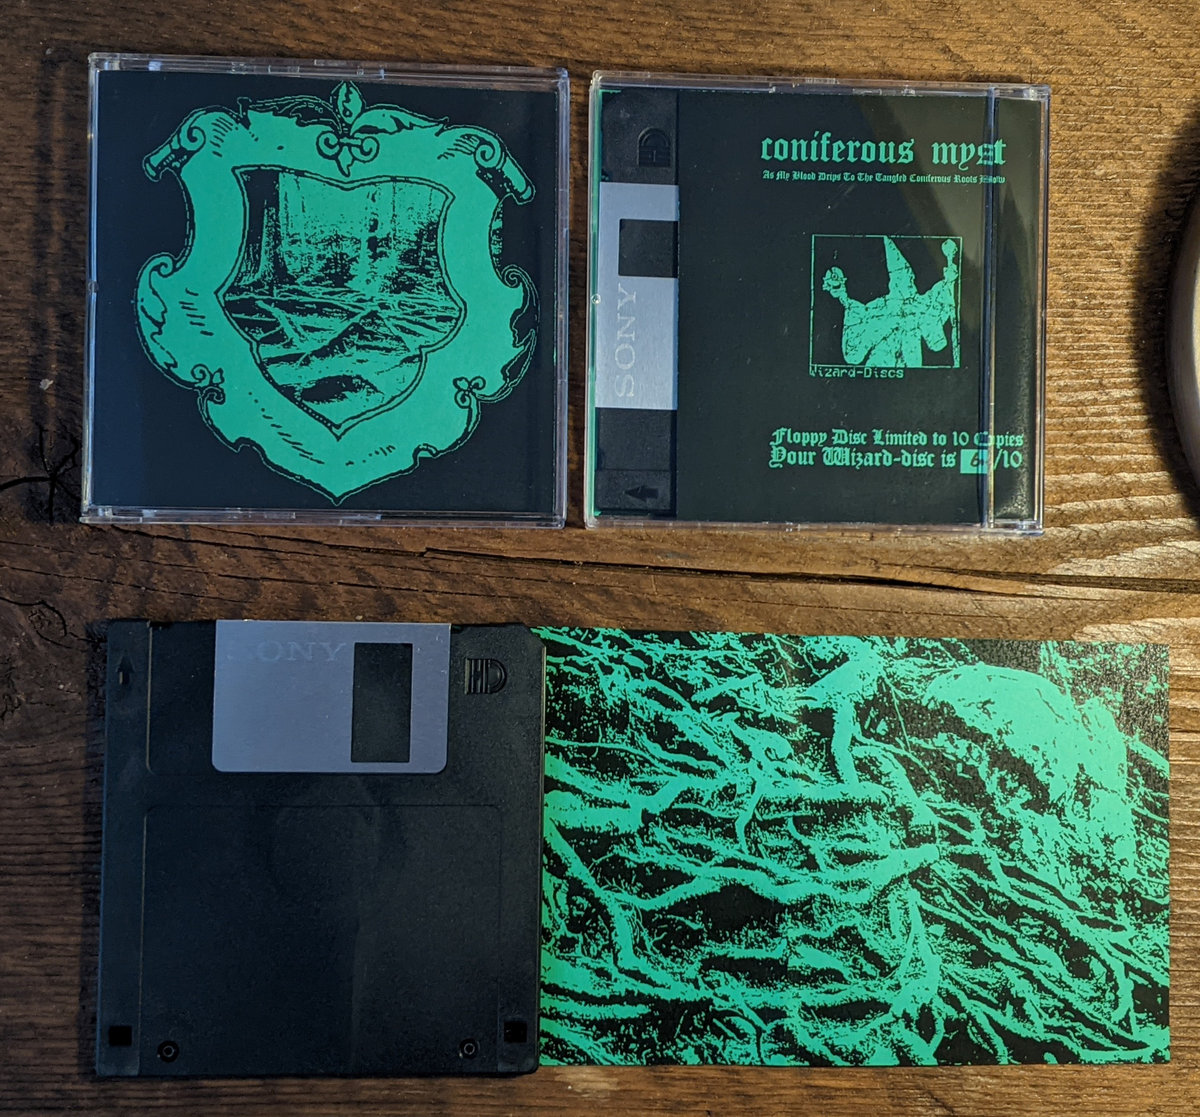 coniferous myst
As My Blood Drips To The Tangled Coniferous Roots Below
SONY
Wizard-Discs
Floppy Disc Limited to 10 Copies
Your Wizard-disc is 6/10
SONY
HD